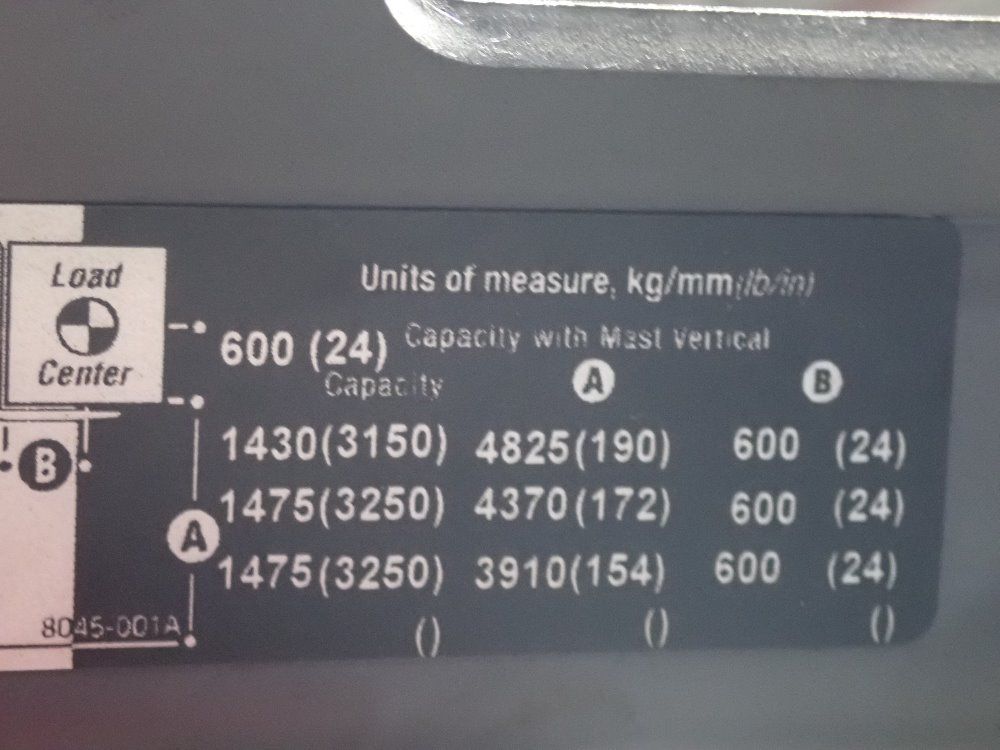 Load
Center
Units of measure, kg/mm (lb/in)
600 (24) Capacity with Mast Vertical
Capacity A B
1430(3150) 4825(190) 600 (24)
B
1475(3250) 4370(172) 600 (24)
A
1475(3250) 3910(154) 600 (24)
8045-001A () () ()